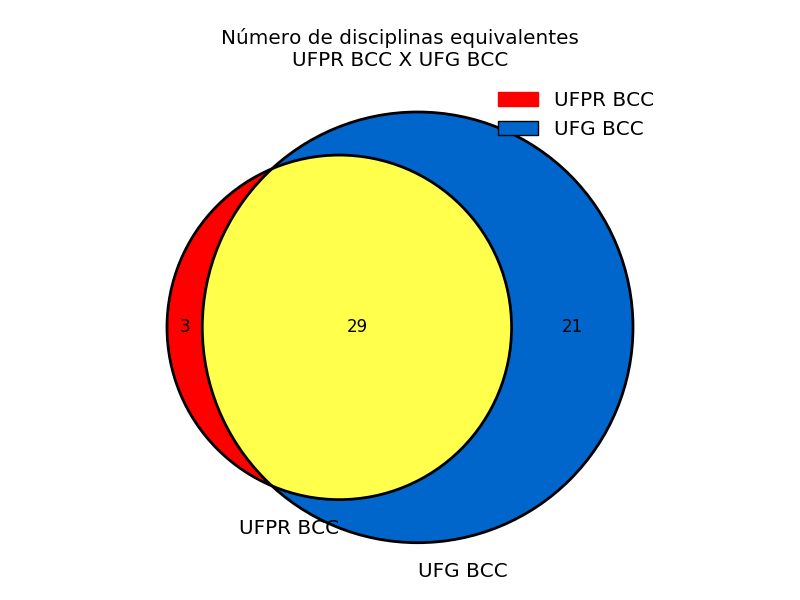 Número de disciplinas equivalentes
UFPR BCC X UFG BCC
UFPR BCC
UFG BCC
3
29
21
UFPR BCC
UFG BCC